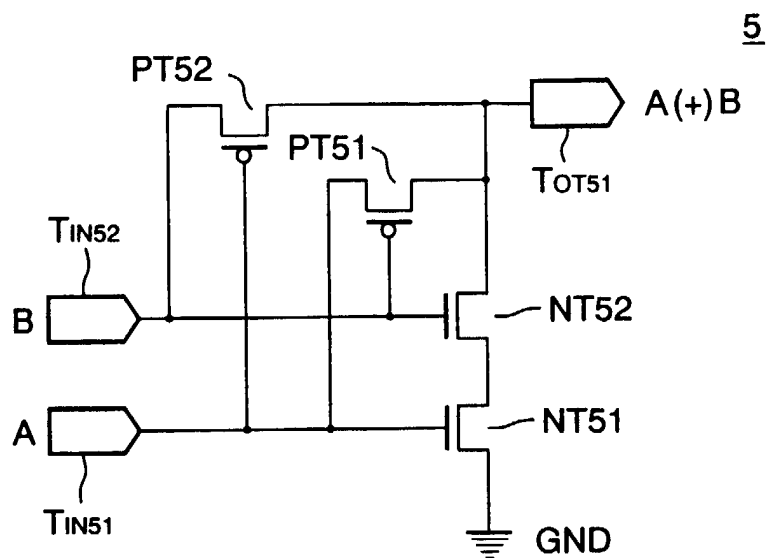 5
PT52
A(+)B
PT51
TOT51
TIN52
B
NT52
A
NT51
TIN51
GND